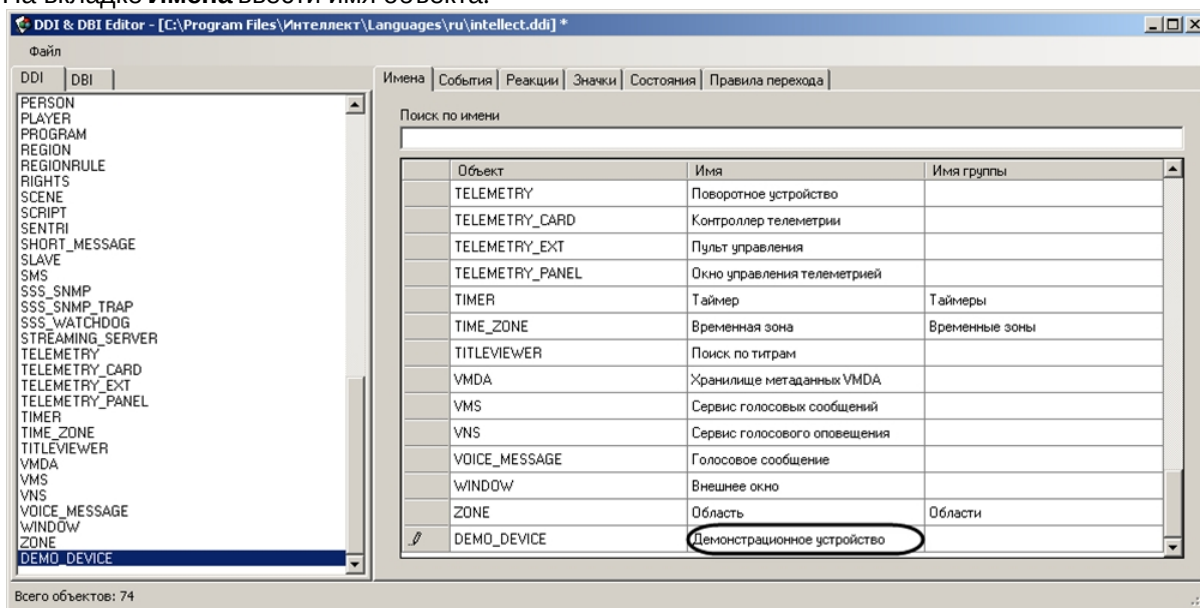 На вкладке Имена ввести имя объекта.
DDI & DBI Editor - [C:\Program Files\Интеллект\Languages\ru\intellect.ddi] *
Файл
DDI DBI
PERSON
PLAYER
PROGRAM
REGION
REGIONRULE
RIGHTS
SCENE
SCRIPT
SENTRI
SHORT_MESSAGE
SLAVE
SMS
SSS_SNMP
SSS_SNMP_TRAP
SSS_WATCHDOG
STREAMING_SERVER
TELEMETRY
TELEMETRY_CARD
TELEMETRY_EXT
TELEMETRY_PANEL
TIMER
TIME_ZONE
TITLEVIEWER
VMDA
VMS
VNS
VOICE_MESSAGE
WINDOW
ZONE
DEMO_DEVICE
Имена События Реакции Значки Состояния Правила перехода
Поиск по имени
Объект Имя Имя группы
TELEMETRY Поворотное устройство
TELEMETRY_CARD Контроллер телеметрии
TELEMETRY_EXT Пульт управления
TELEMETRY_PANEL Окно управления телеметрией
TIMER Таймер Таймеры
TIME_ZONE Временная зона Временные зоны
TITLEVIEWER Поиск по титрам
VMDA Хранилище метаданных VMDA
VMS Сервис голосовых сообщений
VNS Сервис голосового оповещения
VOICE_MESSAGE Голосовое сообщение
WINDOW Внешнее окно
ZONE Область Области
DEMO_DEVICE Демонстрационное устройство
Всего объектов: 74